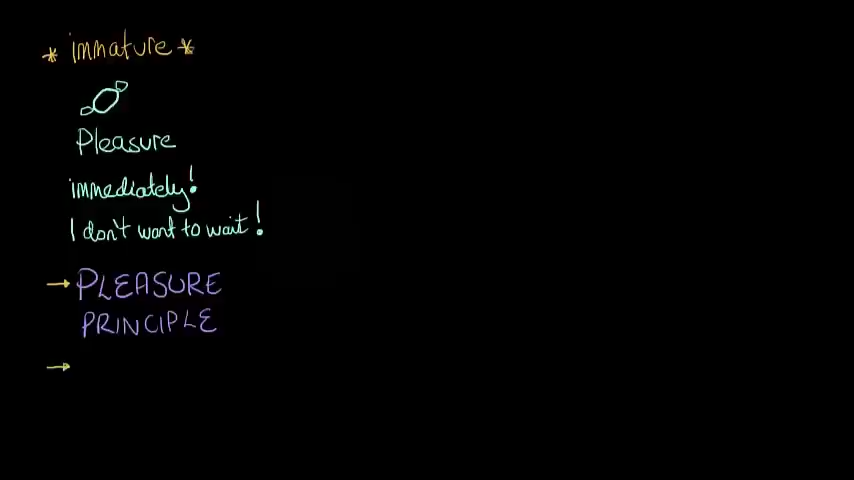 * immature *
Pleasure
immediately!
I don't want to wait!
→ PLEASURE
PRINCIPLE
→